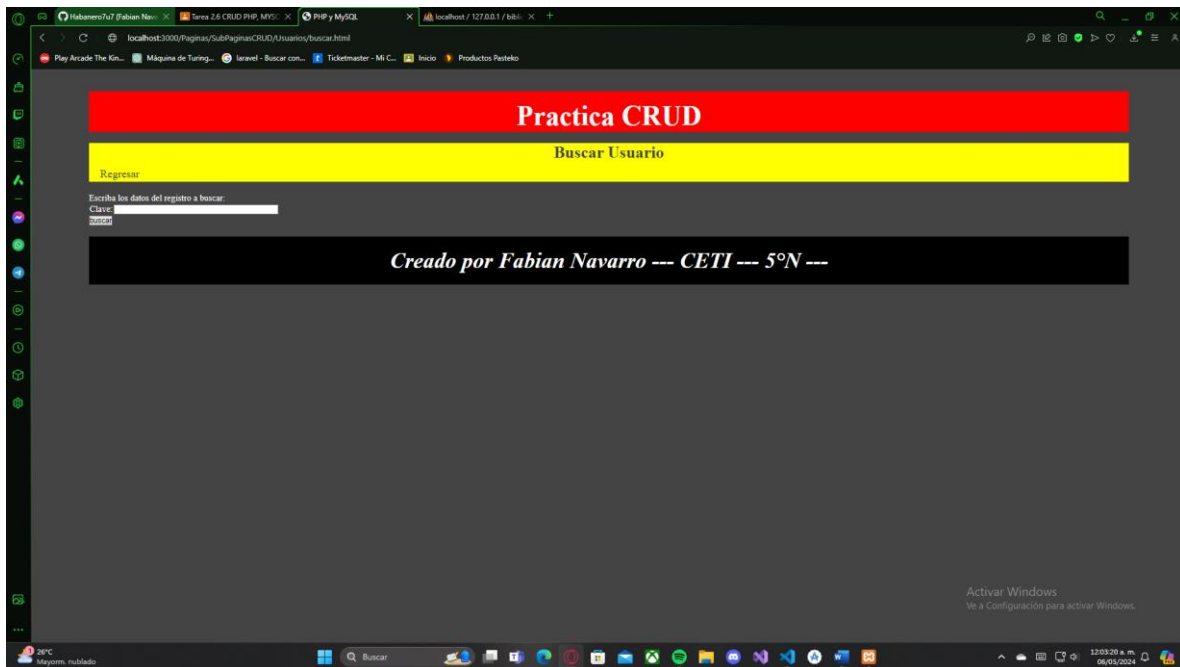 Habanero7u7 (Fabian Nava
Tarea 2.6 CRUD PHP, MYSC
PHP y MySQL
localhost / 127.0.0.1 / bibli
localhost:3000/Paginas/SubPaginasCRUD/Usuarios/buscar.html
Play Arcade The Kin...
Máquina de Turing...
laravel - Buscar con...
Ticketmaster - Mi C...
Inicio
Productos Pasteko
Practica CRUD
Buscar Usuario
Regresar
Escriba los datos del registro a buscar:
Clave:
buscar
Creado por Fabian Navarro --- CETI --- 5°N ---
Activar Windows
Ve a Configuración para activar Windows.
26°C
Mayorm. nublado
Buscar
12:03:20 a. m.
06/05/2024